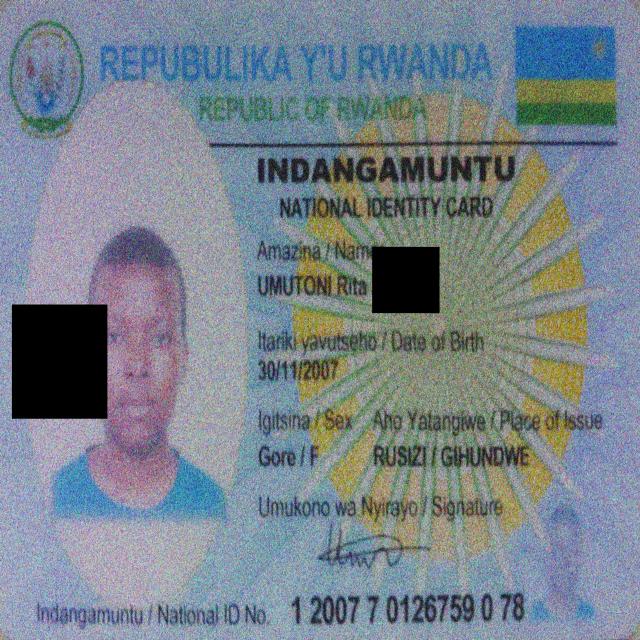 REPUBULIKA Y'U RWANDA
REPUBLIC OF RWANDA
INDANGAMUNTU
NATIONAL IDENTITY CARD
Amazina / Nam
UMUTONI Rita
Itariki yavutseho / Date of Birth
30/11/2007
Igitsina / Sex Aho Yatangiwe / Place of Issue
Gore / F RUSIZI / GIHUNDWE
Umukono wa Nyirayo / Signature
Indangamuntu / National ID No. 1 2007 7 0126759 0 78